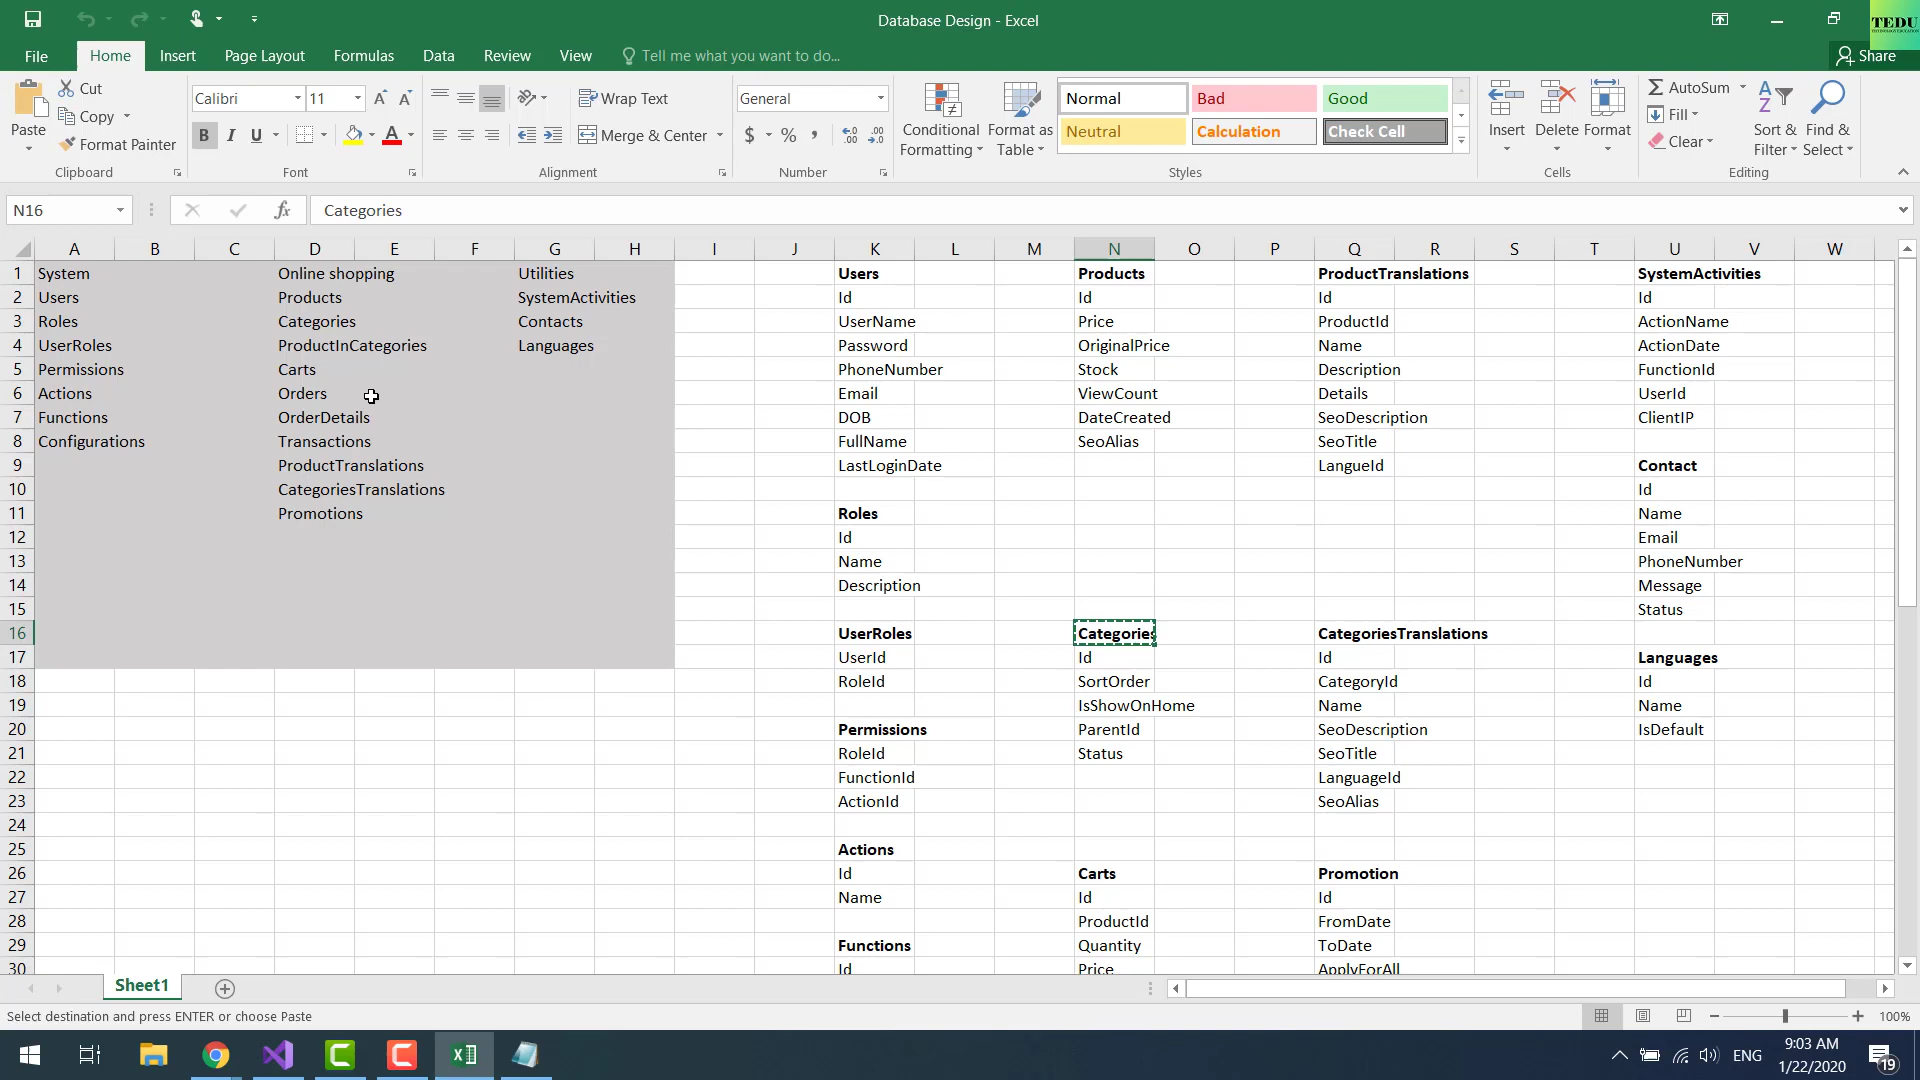 Database Design - Excel
TEDU
File
Home
Insert
Page Layout
Formulas
Data
Review
View
Tell me what you want to do...
Share
Paste
Cut
Copy
Format Painter
Clipboard
Calibri
11
B I U
A A
Font
Wrap Text
Merge & Center
Alignment
General
$ % ,
Number
Conditional Formatting
Format as Table
Normal
Bad
Good
Neutral
Calculation
Check Cell
Styles
Insert
Delete
Format
Cells
AutoSum
Fill
Clear
Sort & Filter
Find & Select
Editing
N16
fx
Categories
A B C D E F G H I J K L M N O P Q R S T U V W
1 System Online shopping Utilities Users Products ProductTranslations SystemActivities
2 Users Products SystemActivities Id Id Id Id
3 Roles Categories Contacts UserName Price ProductId ActionName
4 UserRoles ProductInCategories Languages Password OriginalPrice Name ActionDate
5 Permissions Carts PhoneNumber Stock Description FunctionId
6 Actions Orders Email ViewCount Details UserId
7 Functions OrderDetails DOB DateCreated SeoDescription ClientIP
8 Configurations Transactions FullName SeoAlias SeoTitle
9 ProductTranslations LastLoginDate LangueId Contact
10 CategoriesTranslations Id
11 Promotions Roles Name
12 Id Email
13 Name PhoneNumber
14 Description Message
15 Status
16 UserRoles Categories CategoriesTranslations
17 UserId Id Id Languages
18 RoleId SortOrder CategoryId Id
19 IsShowOnHome Name Name
20 Permissions ParentId SeoDescription IsDefault
21 RoleId Status SeoTitle
22 FunctionId LanguageId
23 ActionId SeoAlias
24
25 Actions
26 Id Carts Promotion
27 Name Id Id
28 ProductId FromDate
29 Functions Quantity ToDate
30 Id Price ApplyForAll
Sheet1
Select destination and press ENTER or choose Paste
100%
ENG
9:03 AM
1/22/2020
19